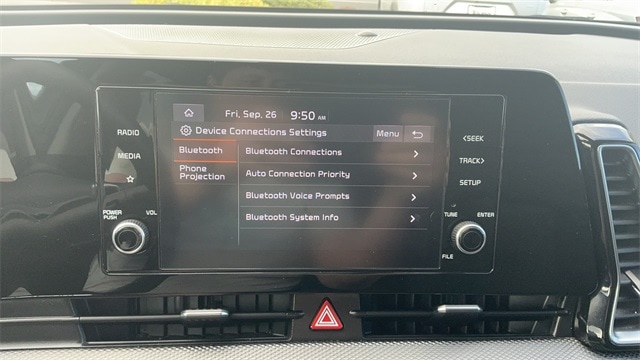 Fri, Sep. 26 9:50 AM
Device Connections Settings Menu
Bluetooth
Phone
Projection
Bluetooth Connections
Auto Connection Priority
Bluetooth Voice Prompts
Bluetooth System Info
RADIO
MEDIA
POWER
PUSH
VOL
<SEEK
TRACK>
SETUP
TUNE
ENTER
FILE